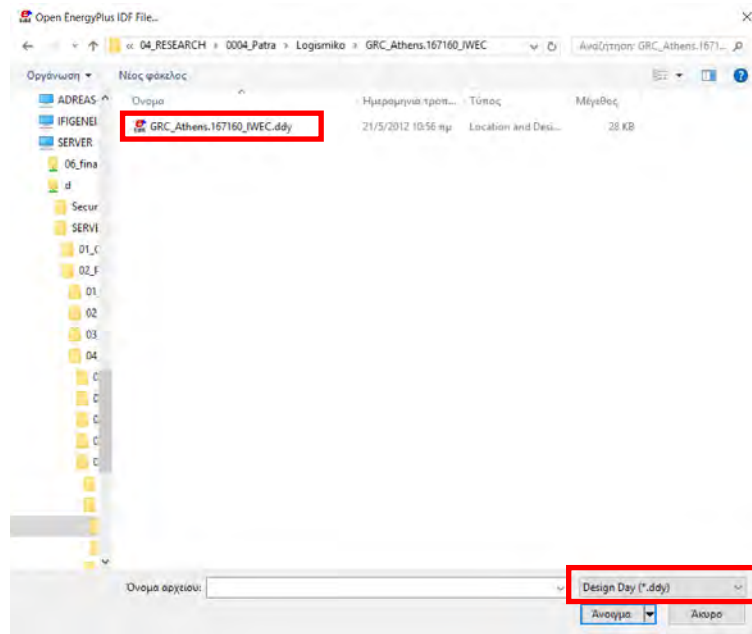 Open EnergyPlus IDF File...
« 04_RESEARCH > 0004_Patra > Logismiko > GRC_Athens.167160_IWEC
Αναζήτηση: GRC_Athens.1671...
Οργάνωση
Νέος φάκελος
ADREAS
IFIGENEI
SERVER
06_fina
d
Secur
SERVE
01_C
02_F
01
02
03
04
Όνομα
Ημερομηνία τροπ...
Τύπος
Μέγεθος
GRC_Athens.167160_IWEC.ddy
21/5/2012 10:56 πμ
Location and Desi...
28 KB
Όνομα αρχείου:
Design Day (*.ddy)
Άνοιγμα
Άκυρο